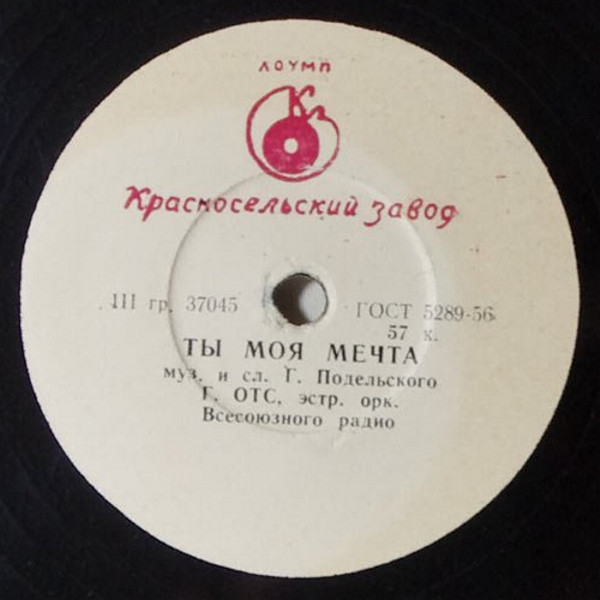 ЛОУМП
Кз
Красносельский завод
III гр. 37045 ГОСТ 5289-56
57 к.
ТЫ МОЯ МЕЧТА
муз. и сл. Г. Подельского
Г. ОТС, эстр. орк.
Всесоюзного радио